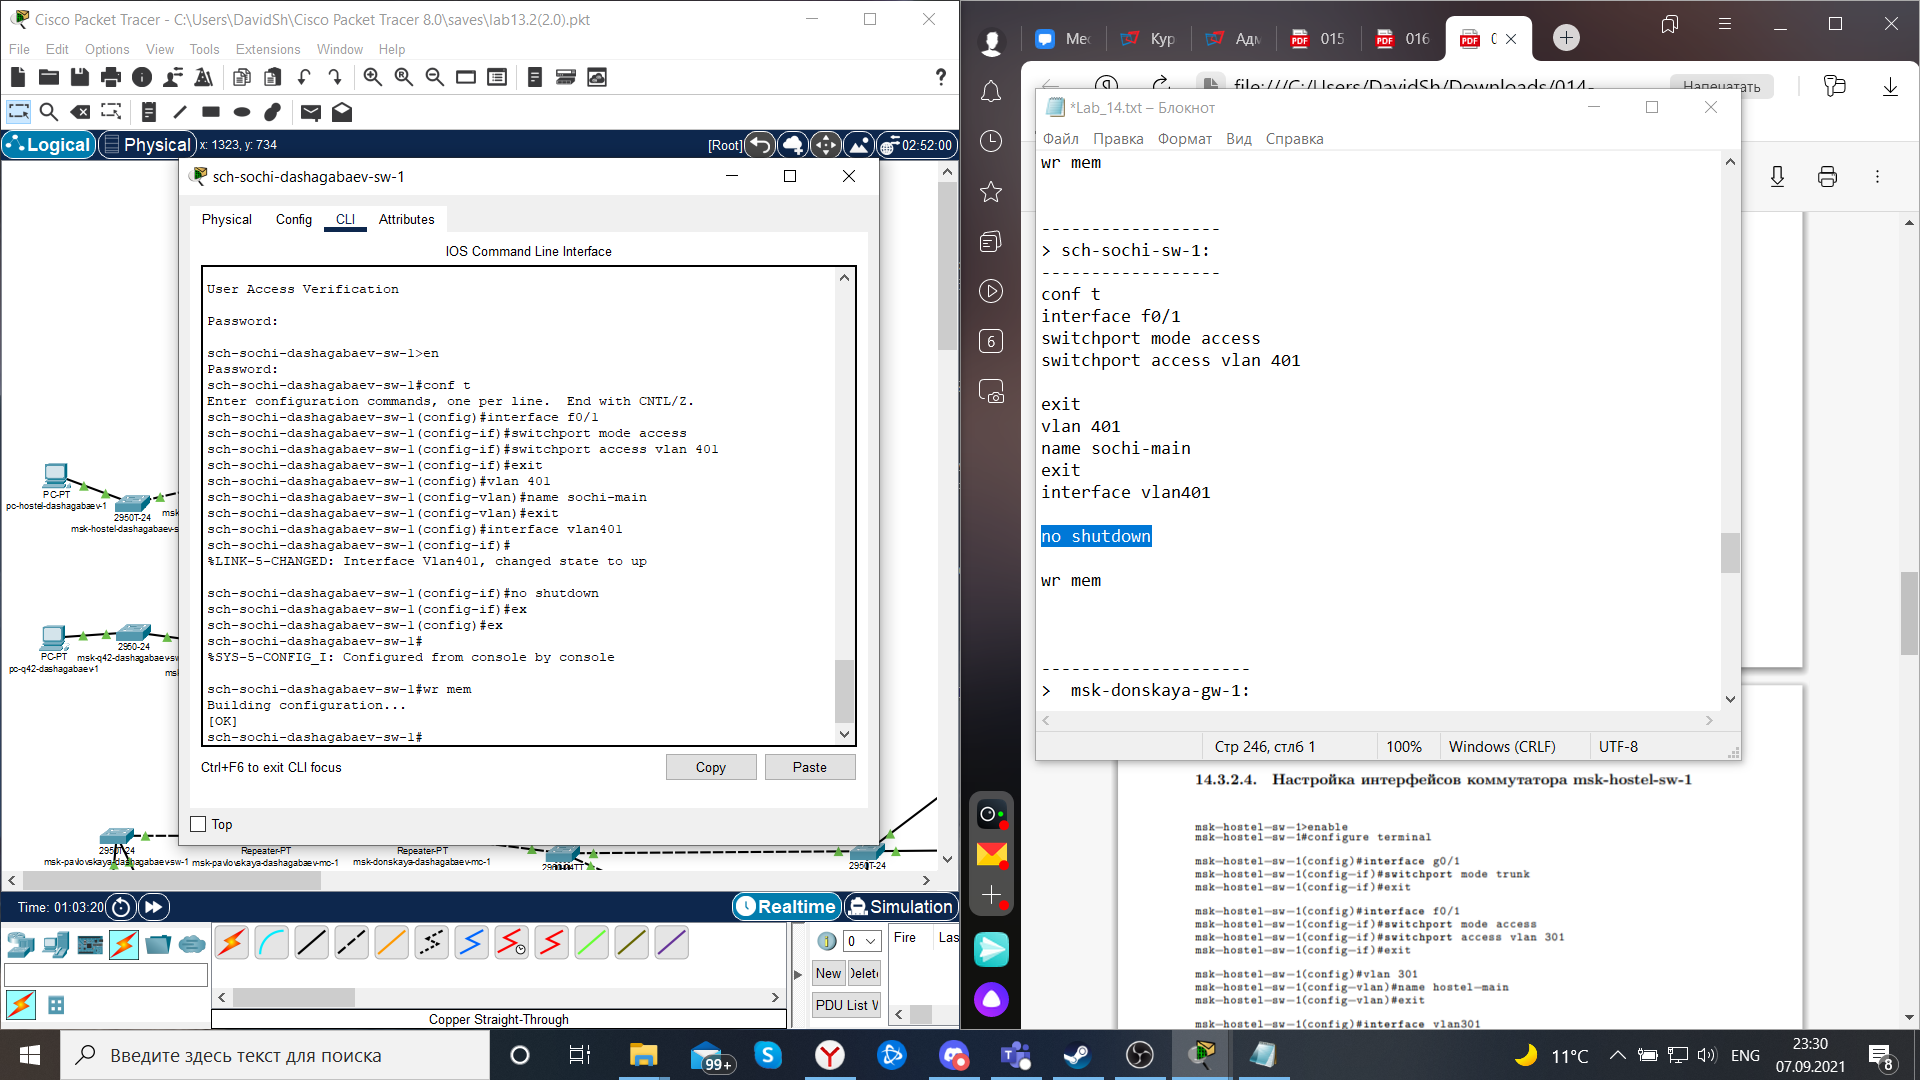 Cisco Packet Tracer - C:\Users\DavidSh\Cisco Packet Tracer 8.0\saves\lab13.2(2.0).pkt
File Edit Options View Tools Extensions Window Help
Logical Physical x: 1323, y: 734 [Root] 02:52:00
sch-sochi-dashagabaev-sw-1
Physical Config CLI Attributes
IOS Command Line Interface
User Access Verification
Password:
sch-sochi-dashagabaev-sw-1>en
Password:
sch-sochi-dashagabaev-sw-1#conf t
Enter configuration commands, one per line.  End with CNTL/Z.
sch-sochi-dashagabaev-sw-1(config)#interface f0/1
sch-sochi-dashagabaev-sw-1(config-if)#switchport mode access
sch-sochi-dashagabaev-sw-1(config-if)#switchport access vlan 401
sch-sochi-dashagabaev-sw-1(config-if)#exit
sch-sochi-dashagabaev-sw-1(config)#vlan 401
sch-sochi-dashagabaev-sw-1(config-vlan)#name sochi-main
sch-sochi-dashagabaev-sw-1(config-vlan)#exit
sch-sochi-dashagabaev-sw-1(config)#interface vlan401
sch-sochi-dashagabaev-sw-1(config-if)#
%LINK-5-CHANGED: Interface Vlan401, changed state to up
sch-sochi-dashagabaev-sw-1(config-if)#no shutdown
sch-sochi-dashagabaev-sw-1(config-if)#ex
sch-sochi-dashagabaev-sw-1(config)#ex
sch-sochi-dashagabaev-sw-1#
%SYS-5-CONFIG_I: Configured from console by console
sch-sochi-dashagabaev-sw-1#wr mem
Building configuration...
[OK]
sch-sochi-dashagabaev-sw-1#
Ctrl+F6 to exit CLI focus Copy Paste
Top
PC-PT
pc-hostel-dashagabaev-1
2950T-24
msk-hostel-dashagabaev-s
PC-PT
pc-q42-dashagabaev-1
2950-24
msk-q42-dashagabaev-sw
2950T-24
msk-pavlovskaya-dashagabaev-sw-1
Repeater-PT
msk-pavlovskaya-dashagabaev-mc-1
Repeater-PT
msk-donskaya-dashagabaev-mc-1
2950T-24
Time: 01:03:20 Realtime Simulation
0 Fire Las
New Delete
PDU List W
Copper Straight-Through
Мес Кур Адм 015 016 0
file:///C:/Users/DavidSh/Downloads/014- Напечатать
6
*Lab_14.txt – Блокнот
Файл Правка Формат Вид Справка
wr mem
------------------
> sch-sochi-sw-1:
------------------
conf t
interface f0/1
switchport mode access
switchport access vlan 401
exit
vlan 401
name sochi-main
exit
interface vlan401
no shutdown
wr mem
---------------------
>  msk-donskaya-gw-1:
Стр 246, стлб 1 100% Windows (CRLF) UTF-8
14.3.2.4. Настройка интерфейсов коммутатора msk-hostel-sw-1
msk-hostel-sw-1>enable
msk-hostel-sw-1#configure terminal
msk-hostel-sw-1(config)#interface g0/1
msk-hostel-sw-1(config-if)#switchport mode trunk
msk-hostel-sw-1(config-if)#exit
msk-hostel-sw-1(config)#interface f0/1
msk-hostel-sw-1(config-if)#switchport mode access
msk-hostel-sw-1(config-if)#switchport access vlan 301
msk-hostel-sw-1(config-if)#exit
msk-hostel-sw-1(config)#vlan 301
msk-hostel-sw-1(config-vlan)#name hostel-main
msk-hostel-sw-1(config-vlan)#exit
msk-hostel-sw-1(config)#interface vlan301
Введите здесь текст для поиска 99+ 11°C ENG 23:30
07.09.2021 8